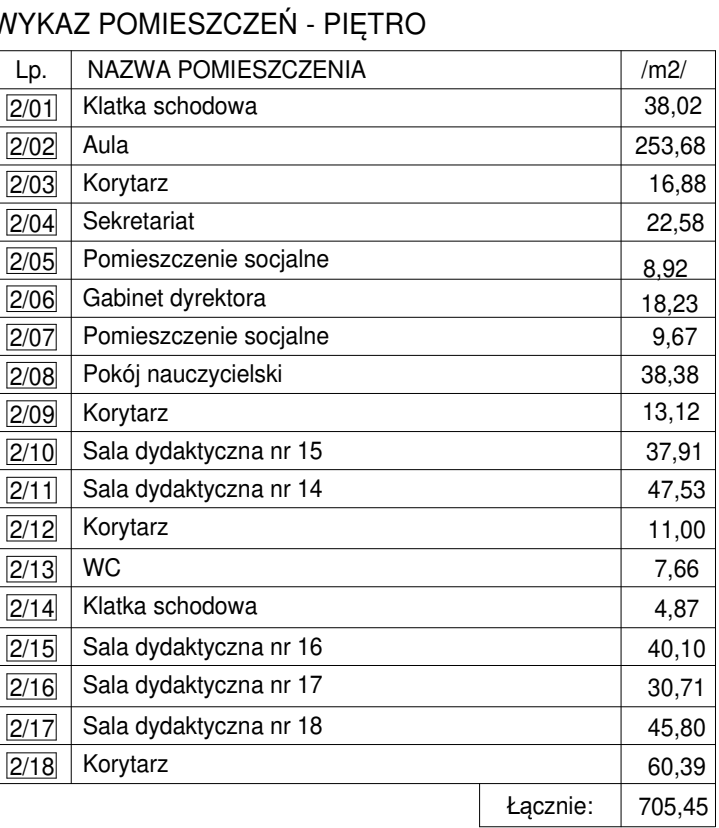 WYKAZ POMIESZCZEŃ - PIĘTRO
Lp. NAZWA POMIESZCZENIA /m2/
2/01 Klatka schodowa 38,02
2/02 Aula 253,68
2/03 Korytarz 16,88
2/04 Sekretariat 22,58
2/05 Pomieszczenie socjalne 8,92
2/06 Gabinet dyrektora 18,23
2/07 Pomieszczenie socjalne 9,67
2/08 Pokój nauczycielski 38,38
2/09 Korytarz 13,12
2/10 Sala dydaktyczna nr 15 37,91
2/11 Sala dydaktyczna nr 14 47,53
2/12 Korytarz 11,00
2/13 WC 7,66
2/14 Klatka schodowa 4,87
2/15 Sala dydaktyczna nr 16 40,10
2/16 Sala dydaktyczna nr 17 30,71
2/17 Sala dydaktyczna nr 18 45,80
2/18 Korytarz 60,39
Łącznie: 705,45